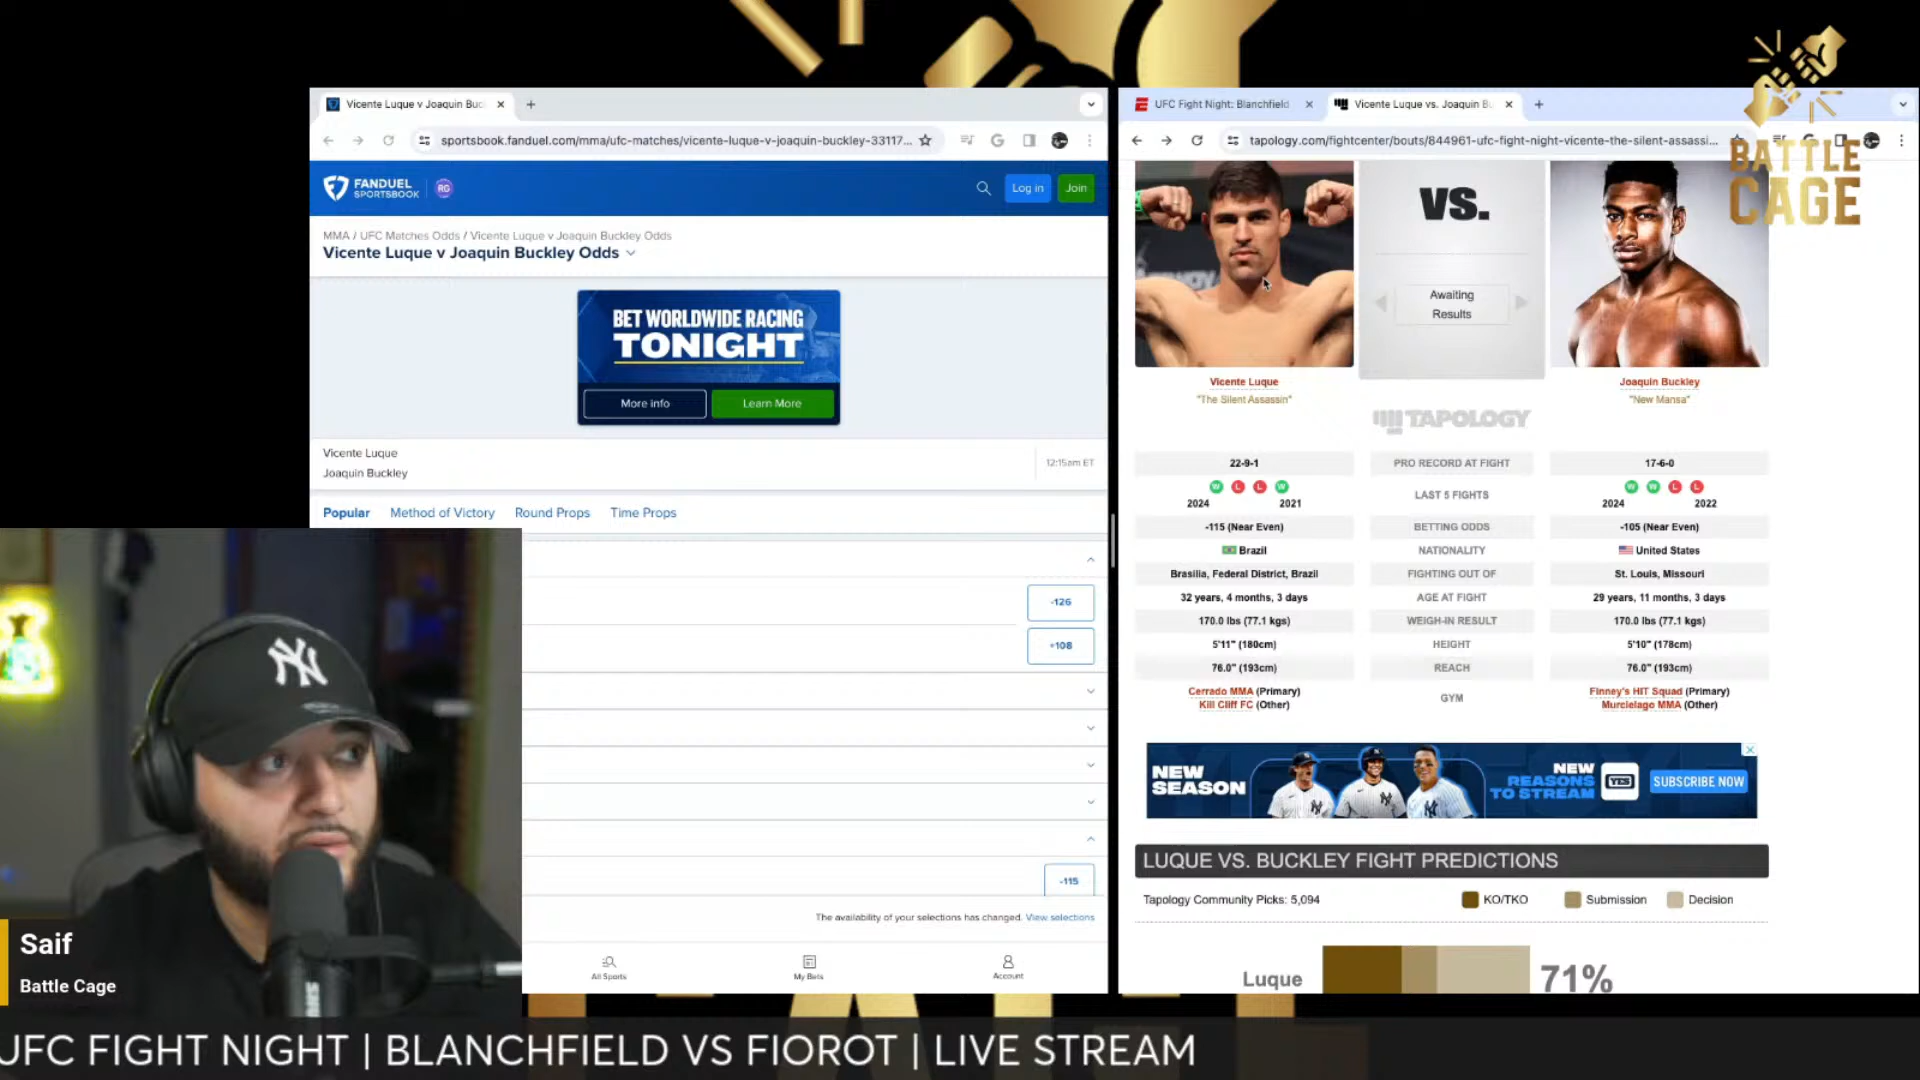 Vicente Luque v Joaquin Buc
sportsbook.fanduel.com/mma/ufc-matches/vicente-luque-v-joaquin-buckley-33117...
FANDUEL
SPORTSBOOK
RG
Log in
Join
MMA / UFC Matches Odds / Vicente Luque v Joaquin Buckley Odds
Vicente Luque v Joaquin Buckley Odds
BET WORLDWIDE RACING
TONIGHT
More info
Learn More
Vicente Luque
Joaquin Buckley
12:15am ET
Popular
Method of Victory
Round Props
Time Props
-126
+108
-115
The availability of your selections has changed. View selections
All Sports
My Bets
Account
UFC Fight Night: Blanchfield
Vicente Luque vs. Joaquin B
tapology.com/fightcenter/bouts/844961-ufc-fight-night-vicente-the-silent-assassi...
BATTLE
CAGE
VS.
Awaiting
Results
Vicente Luque
"The Silent Assassin"
Joaquin Buckley
"New Mansa"
TAPOLOGY
22-9-1 PRO RECORD AT FIGHT 17-6-0
W L L W LAST 5 FIGHTS W W L L
2024 2021 2024 2022
-115 (Near Even) BETTING ODDS -105 (Near Even)
Brazil NATIONALITY United States
Brasilia, Federal District, Brazil FIGHTING OUT OF St. Louis, Missouri
32 years, 4 months, 3 days AGE AT FIGHT 29 years, 11 months, 3 days
170.0 lbs (77.1 kgs) WEIGH-IN RESULT 170.0 lbs (77.1 kgs)
5'11" (180cm) HEIGHT 5'10" (178cm)
76.0" (193cm) REACH 76.0" (193cm)
Cerrado MMA (Primary) GYM Finney's HIT Squad (Primary)
Kill Cliff FC (Other) Murcielago MMA (Other)
NEW
SEASON
NEW
REASONS
TO STREAM
YES
SUBSCRIBE NOW
LUQUE VS. BUCKLEY FIGHT PREDICTIONS
Tapology Community Picks: 5,094
KO/TKO
Submission
Decision
Luque
71%
NY
Saif
Battle Cage
UFC FIGHT NIGHT | BLANCHFIELD VS FIOROT | LIVE STREAM